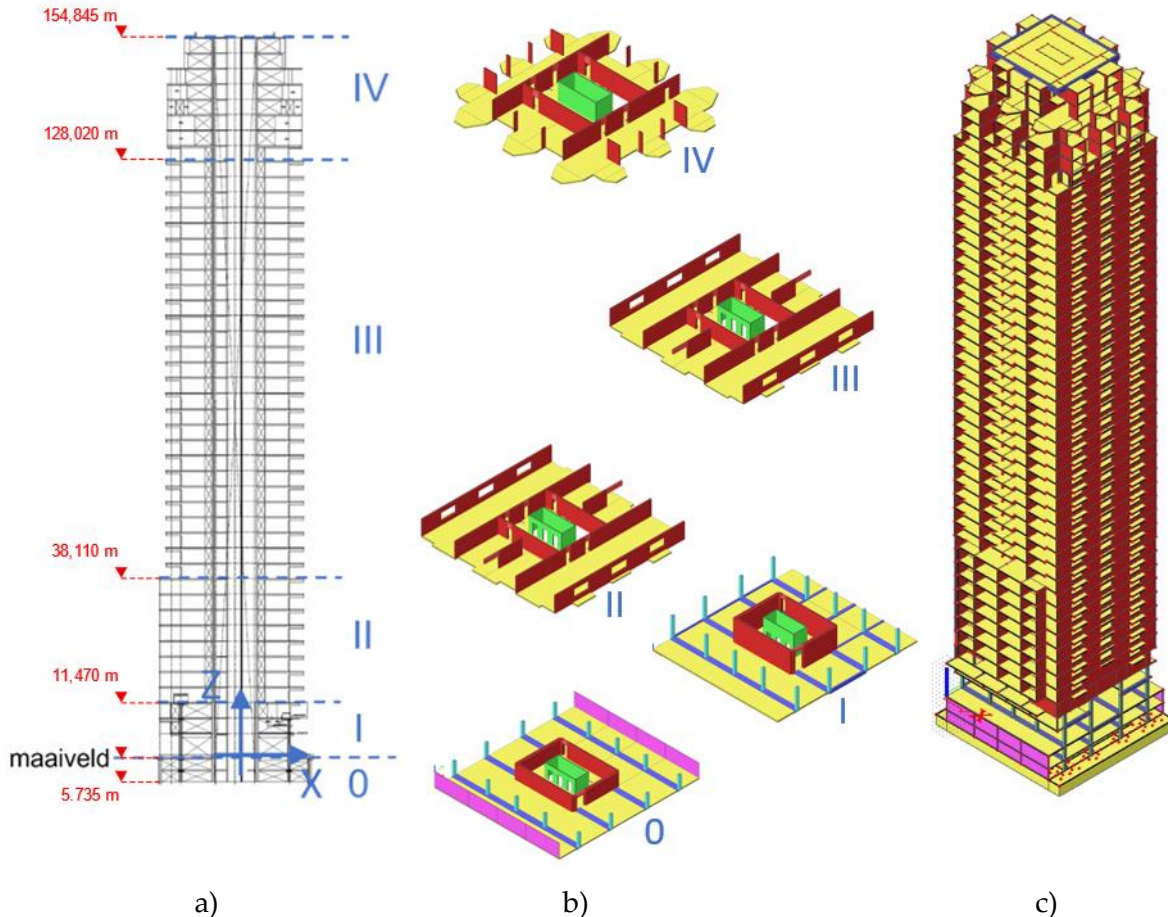 154,845 m
IV
128,020 m
IV
III
III
38,110 m
II
II
11,470 m
Z
I
I
maaiveld
X 0
5.735 m
0
a) b) c)